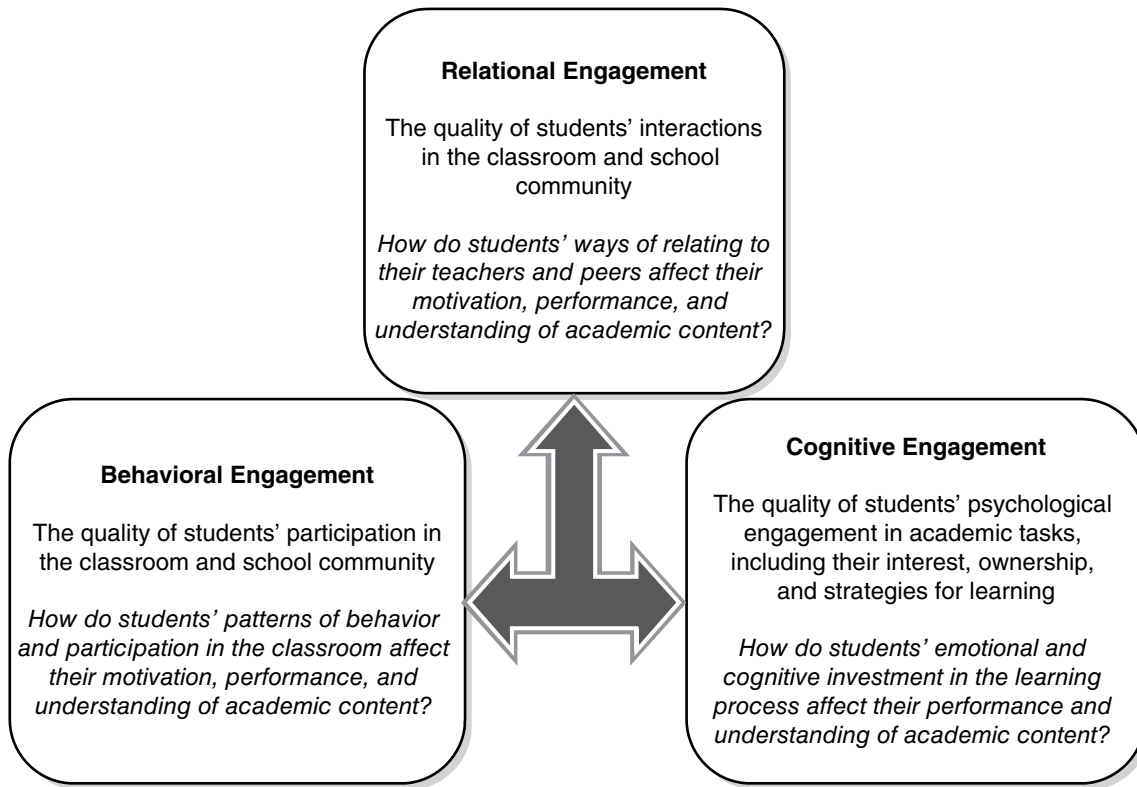 Relational Engagement
The quality of students’ interactions
in the classroom and school
community
How do students’ ways of relating to
their teachers and peers affect their
motivation, performance, and
understanding of academic content?
Behavioral Engagement
The quality of students’ participation in
the classroom and school community
How do students’ patterns of behavior
and participation in the classroom affect
their motivation, performance, and
understanding of academic content?
Cognitive Engagement
The quality of students’ psychological
engagement in academic tasks,
including their interest, ownership,
and strategies for learning
How do students’ emotional and
cognitive investment in the learning
process affect their performance and
understanding of academic content?